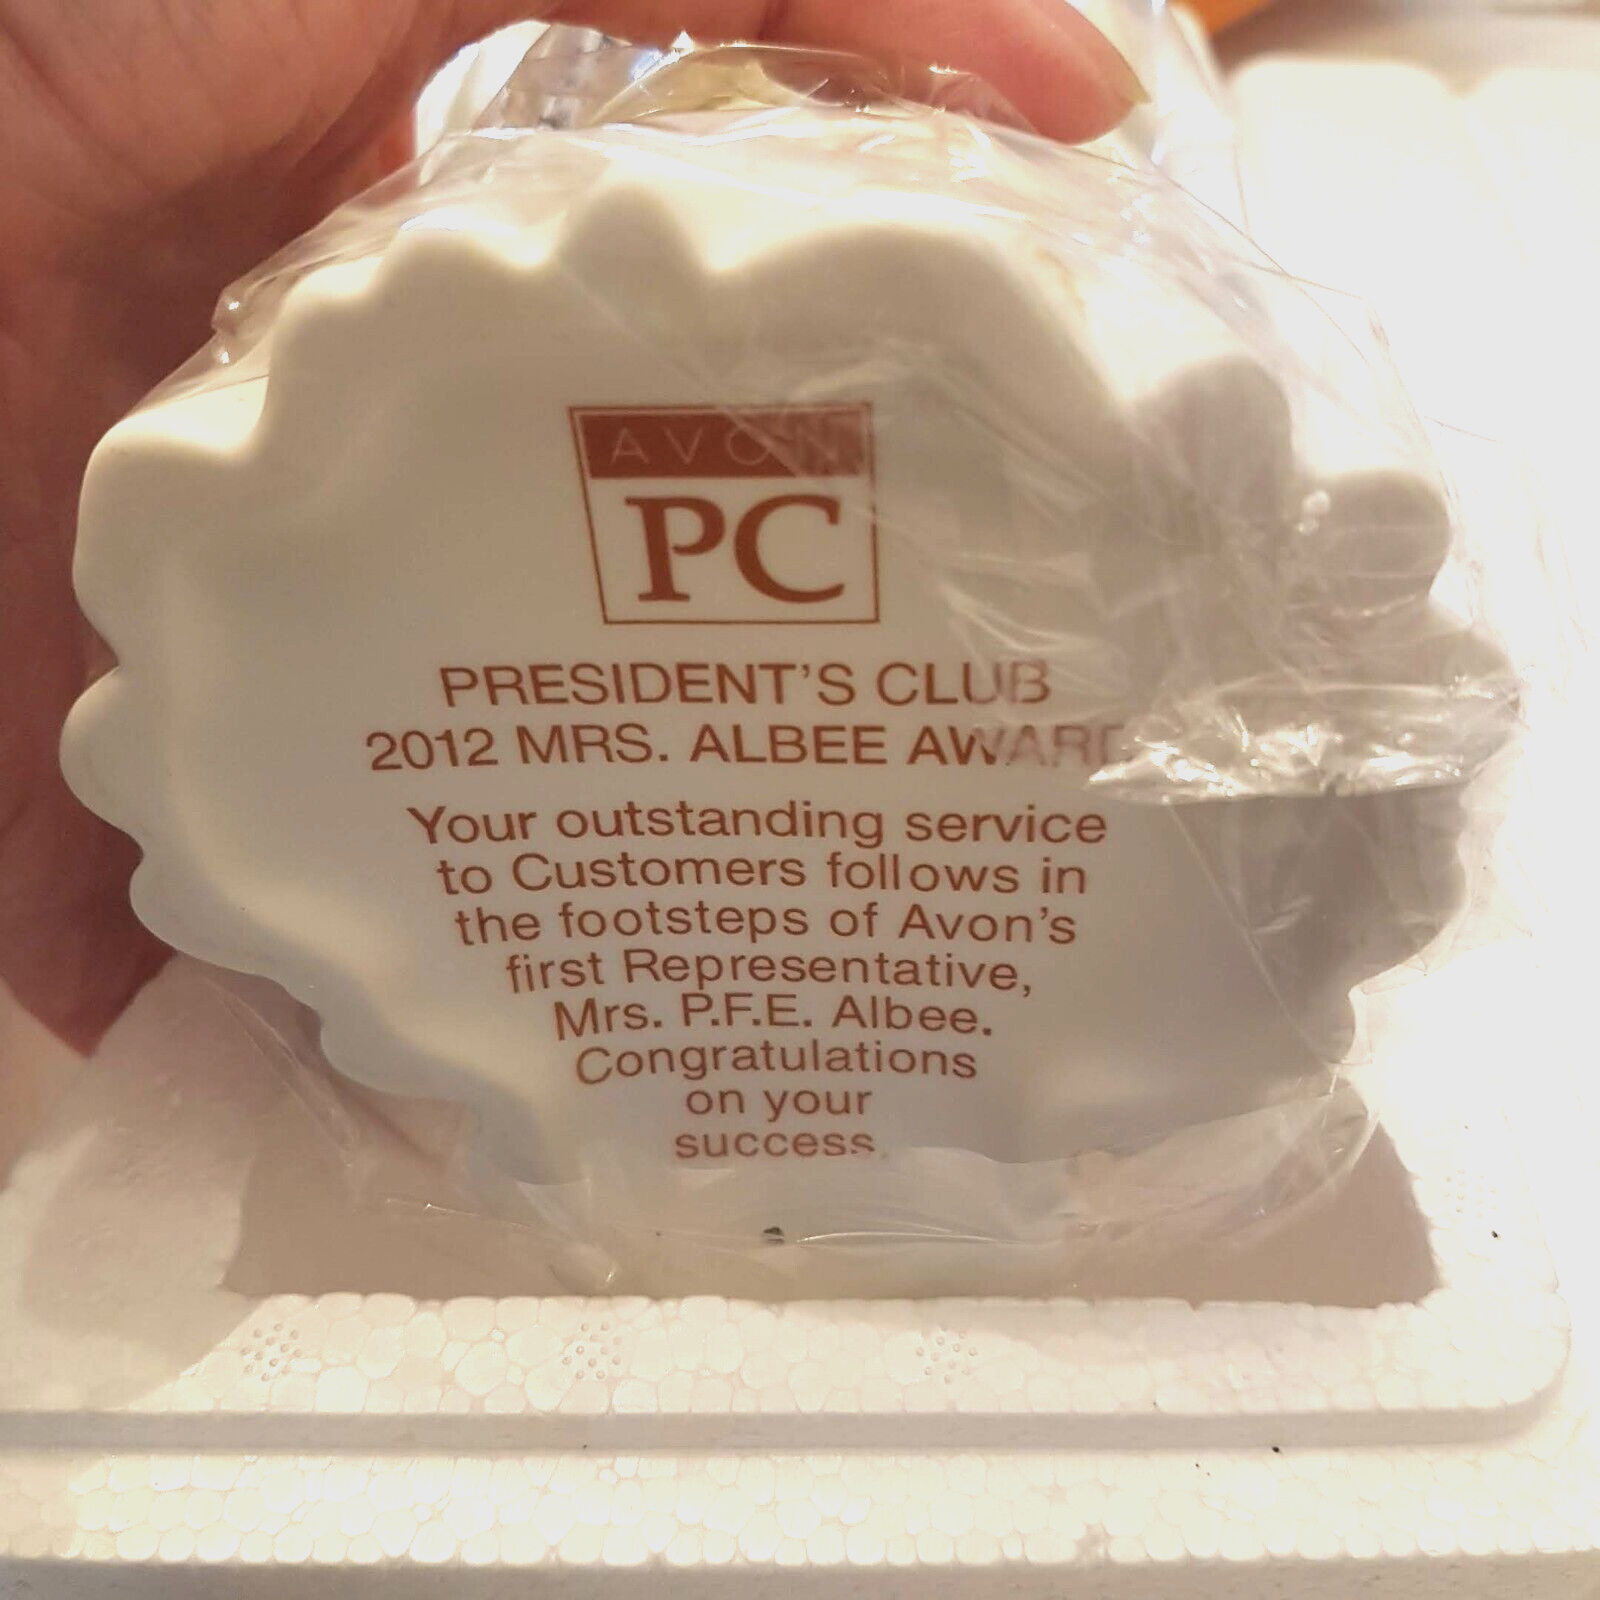 AVON
PC
PRESIDENT'S CLUB
2012 MRS. ALBEE AWARD
Your outstanding service
to Customers follows in
the footsteps of Avon's
first Representative,
Mrs. P.F.E. Albee.
Congratulations
on your
success.